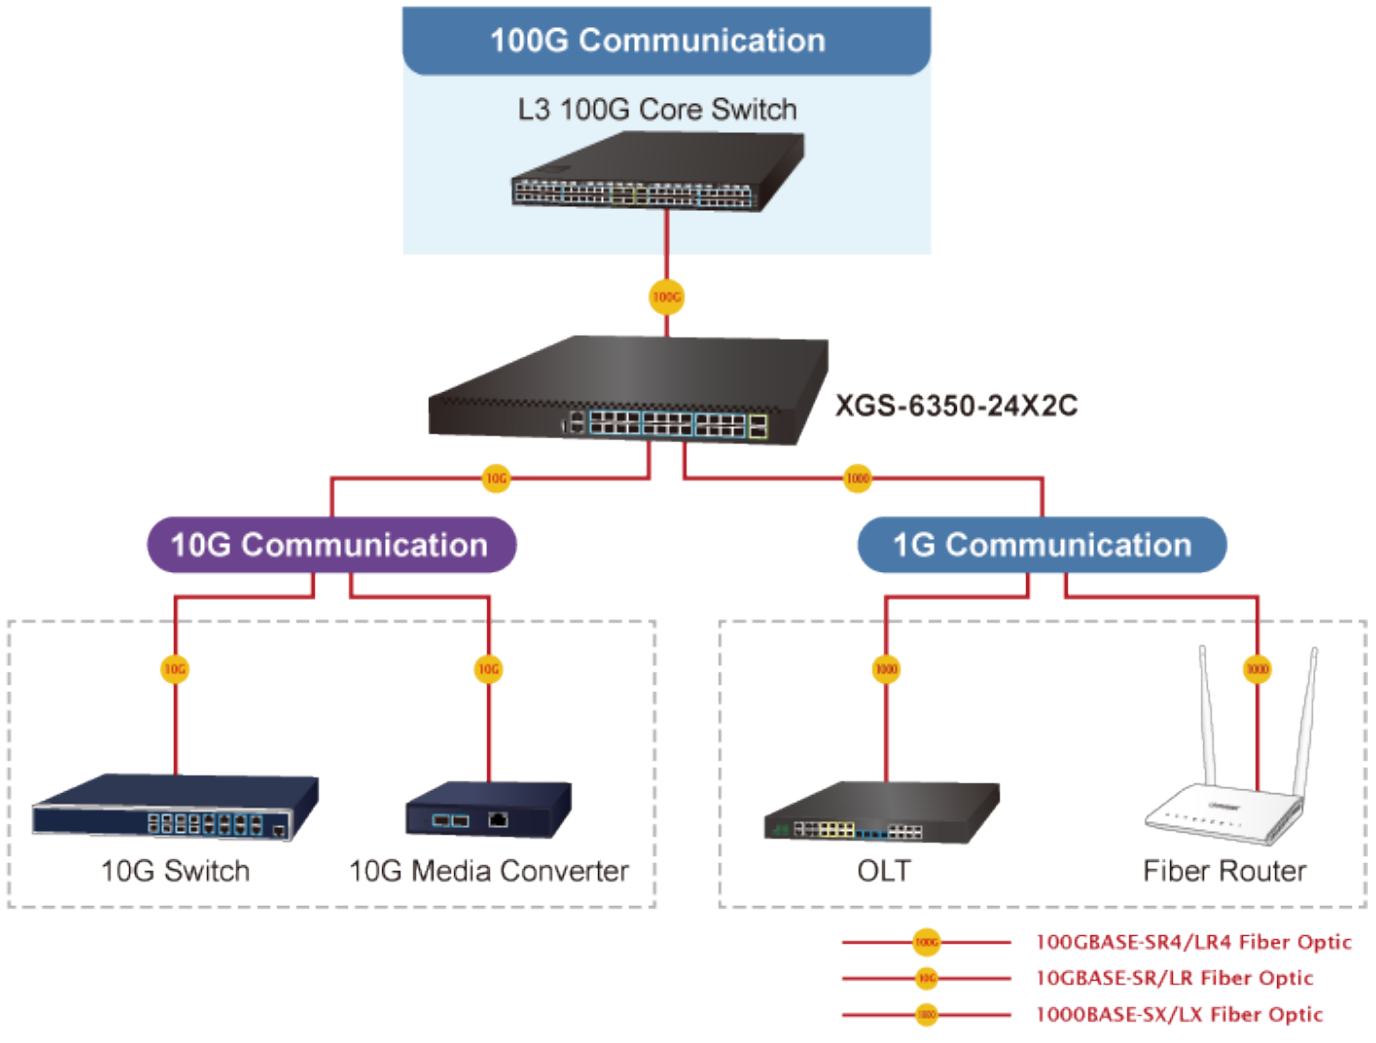 100G Communication
L3 100G Core Switch
100G
XGS-6350-24X2C
10G
1000
10G Communication
1G Communication
10G
10G
1000
1000
10G Switch
10G Media Converter
OLT
Fiber Router
100G
100GBASE-SR4/LR4 Fiber Optic
10G
10GBASE-SR/LR Fiber Optic
1000
1000BASE-SX/LX Fiber Optic